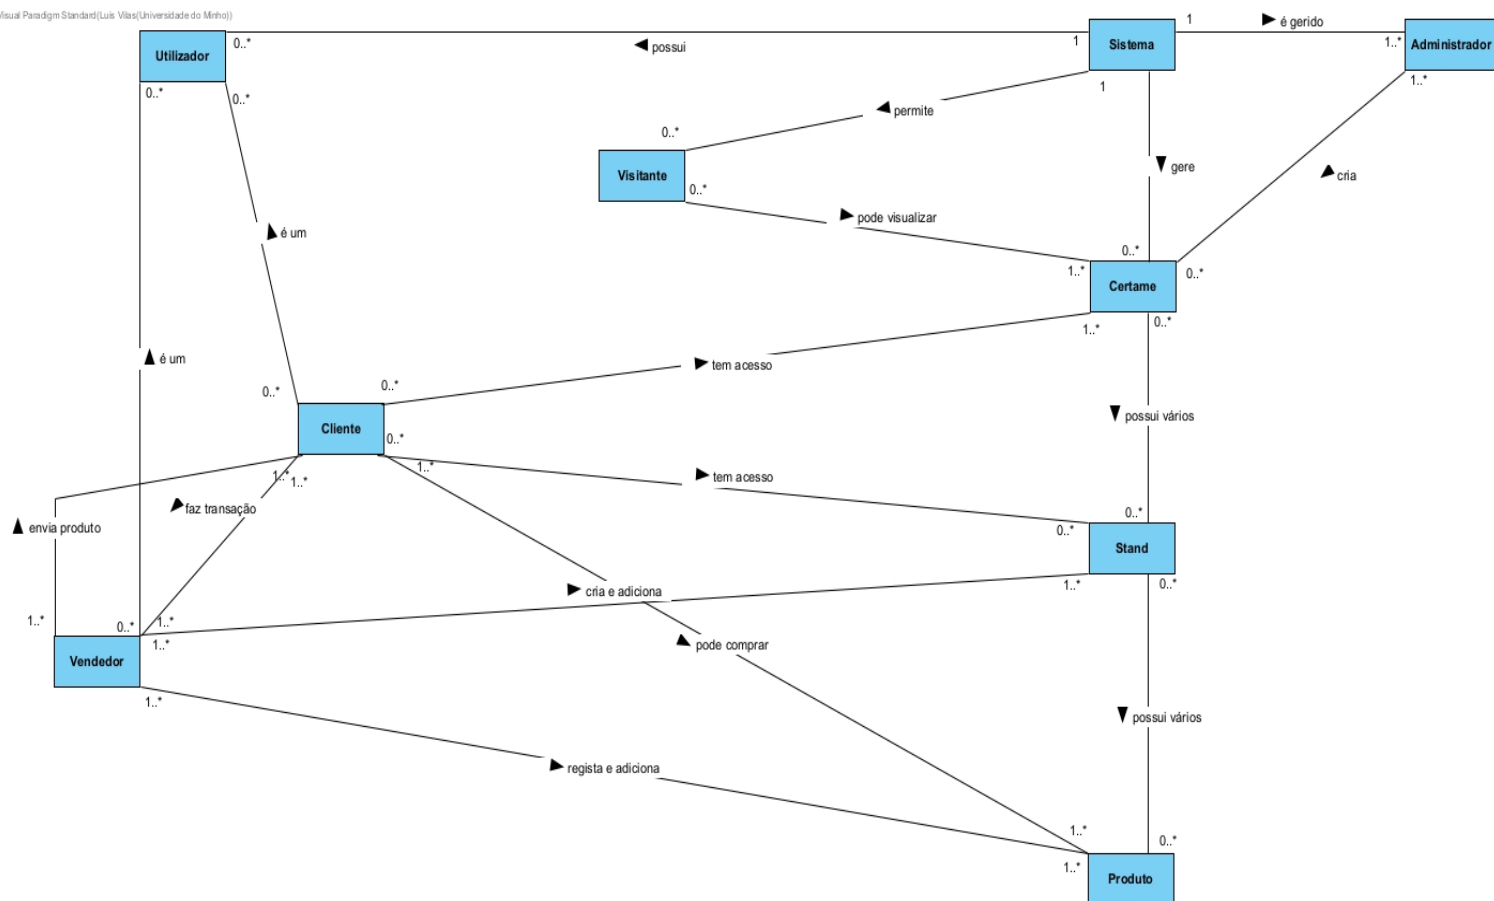 Visual Paradigm Standard(Luis Vilas(Universidade do Minho))
1
é gerido
Utilizador
0..*
possui
1
Sistema
1..*
Administrador
0..*
0..*
1
1..*
permite
0..*
Visitante
0..*
gere
cria
pode visualizar
é um
0..*
1..*
0..*
Certame
1..*
0..*
é um
tem acesso
0..*
0..*
possui vários
Cliente
0..*
1..*
1..*
1..*
tem acesso
faz transação
envia produto
0..*
0..*
Stand
cria e adiciona
1..*
0..*
1..*
0..*
1..*
1..*
pode comprar
Vendedor
1..*
possui vários
regista e adiciona
1..*
0..*
1..*
Produto